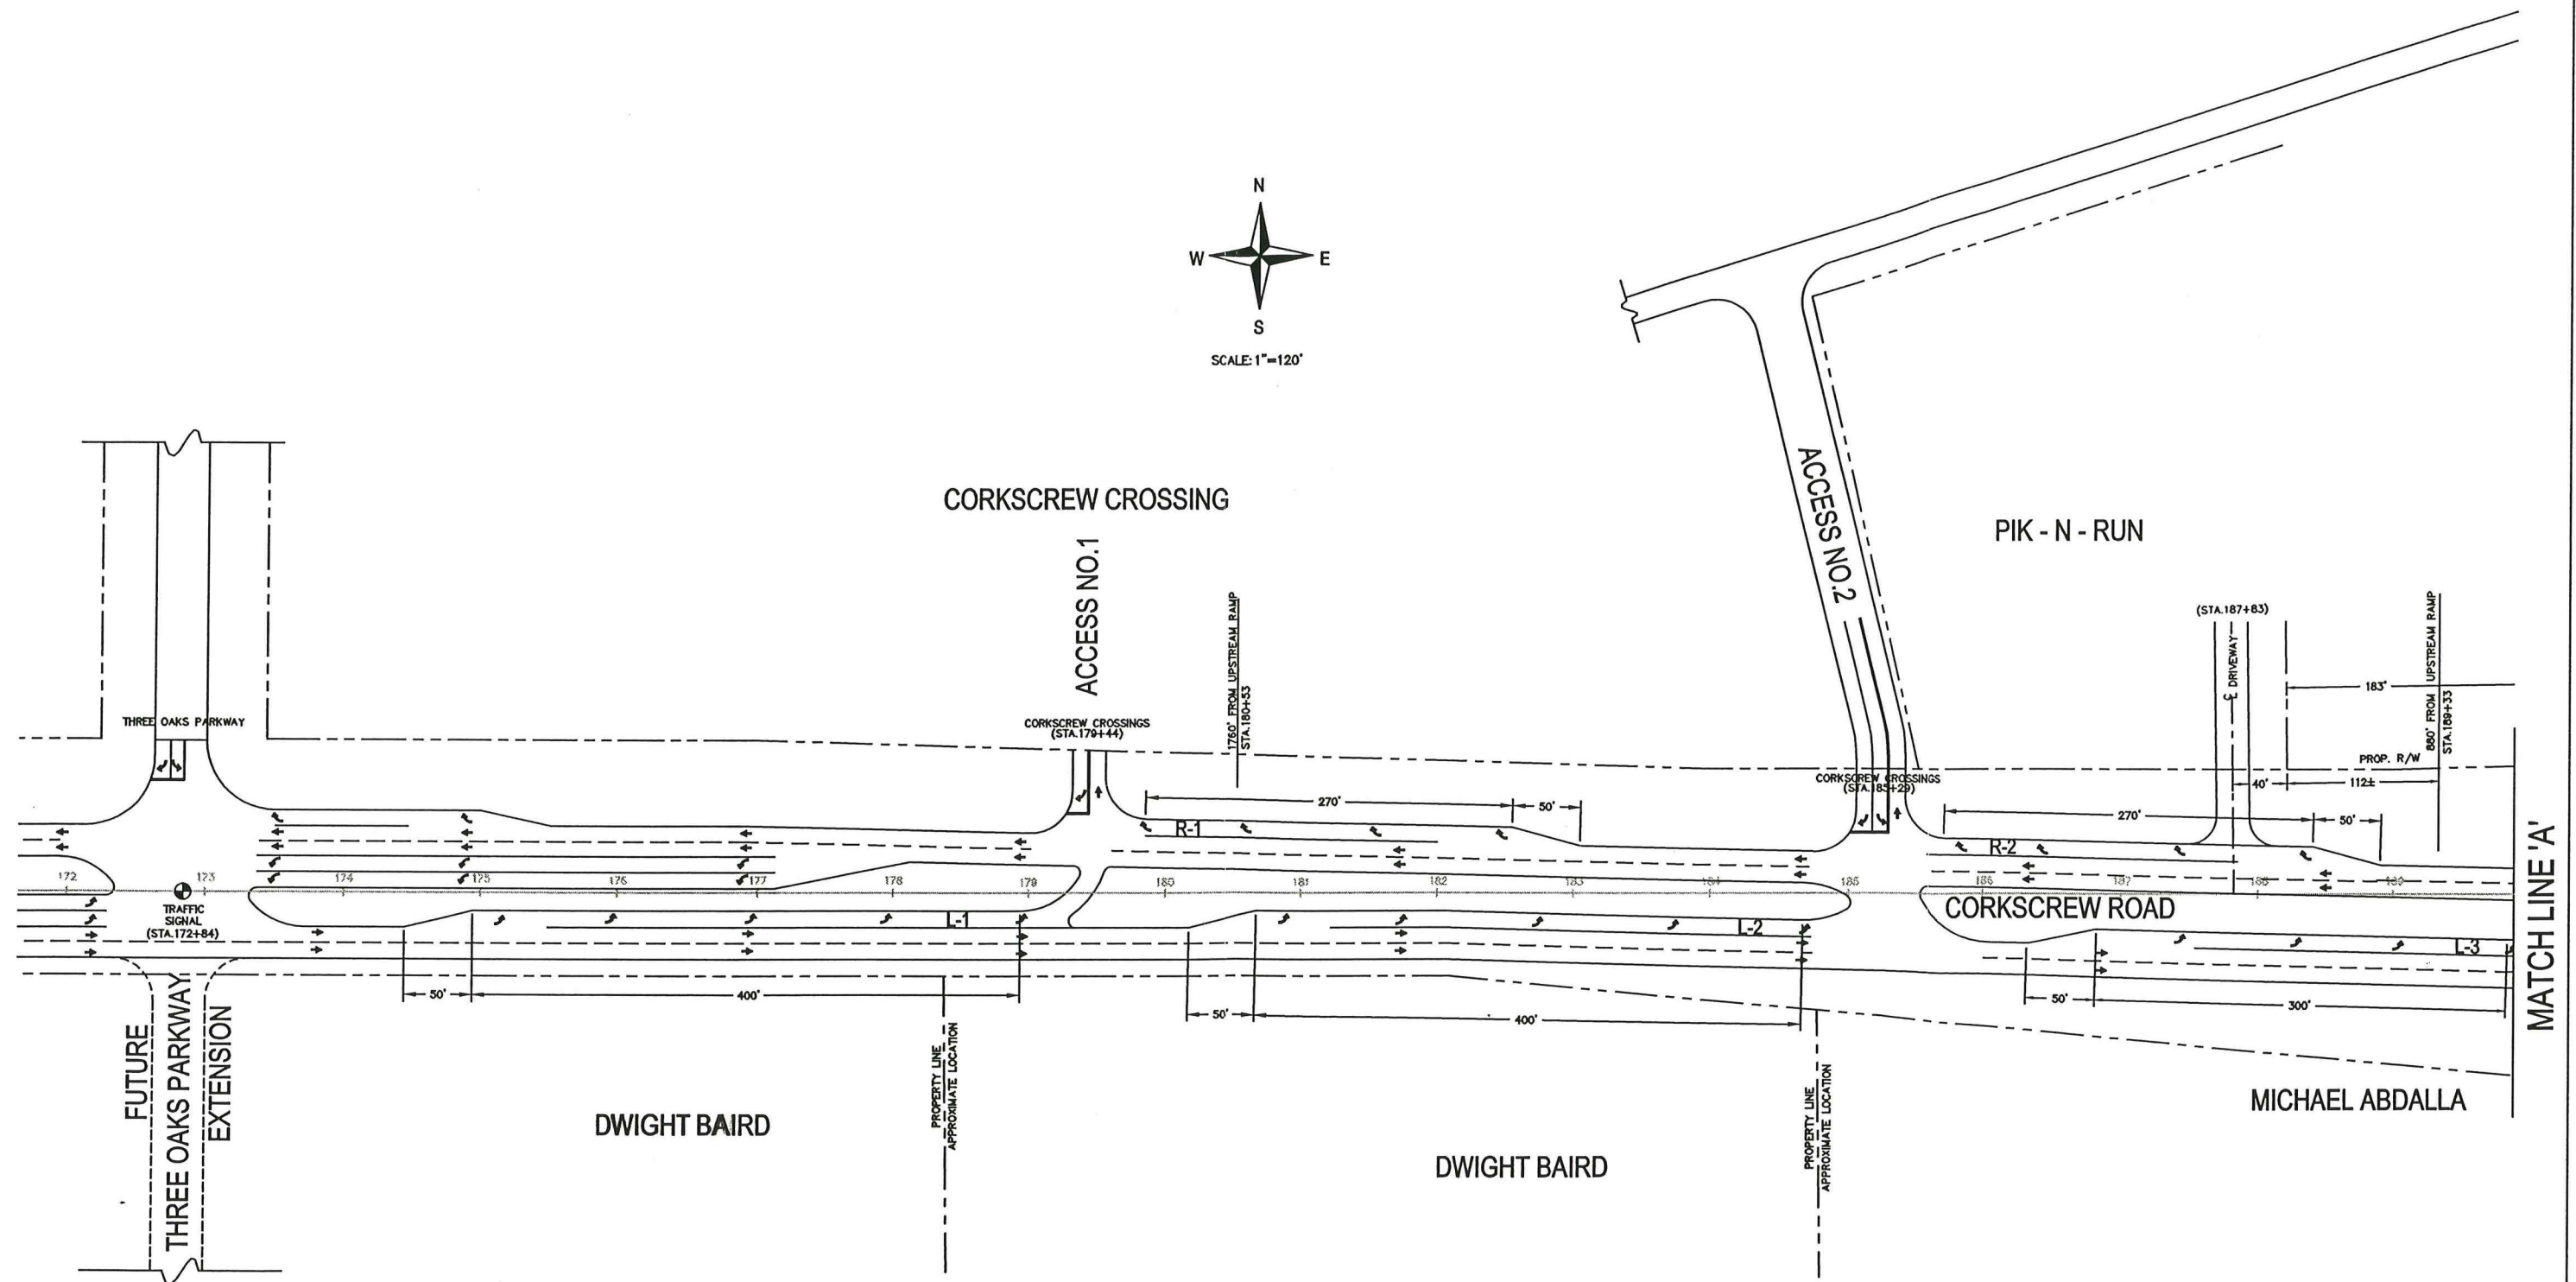 N
W E
S
SCALE: 1"=120'
CORKSCREW CROSSING
ACCESS NO.1
ACCESS NO.2
PIK - N - RUN
(STA.187+83)
℄ DRIVEWAY
1760' FROM UPSTREAM RAMP
STA.180+53
880' FROM UPSTREAM RAMP
STA.189+33
183'
THREE OAKS PARKWAY
CORKSCREW CROSSINGS
(STA.179+44)
CORKSCREW CROSSINGS
(STA.185+29)
PROP. R/W
40' 112±
270' 50'
270' 50'
R-1
R-2
172 173 174 175 176 177 178 179 180 181 182 183 184 185 186 187 188 189
TRAFFIC
SIGNAL
(STA.172+84)
CORKSCREW ROAD
L-1
L-2
L-3
50' 400'
50' 400'
50' 300'
MATCH LINE 'A'
FUTURE
THREE OAKS PARKWAY
EXTENSION
PROPERTY LINE
APPROXIMATE LOCATION
PROPERTY LINE
APPROXIMATE LOCATION
DWIGHT BAIRD
DWIGHT BAIRD
MICHAEL ABDALLA